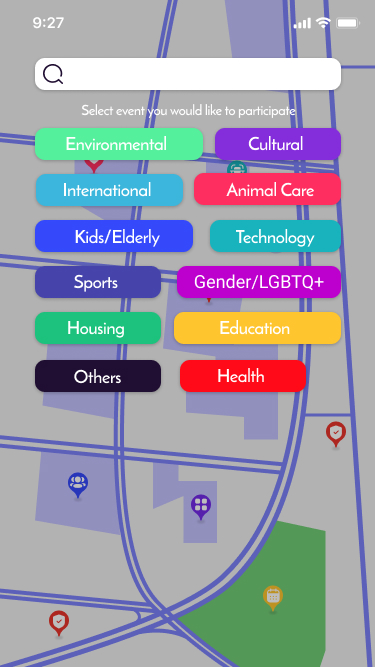 9:27
Select event you would like to participate
Environmental
Cultural
International
Animal Care
Kids/Elderly
Technology
Sports
Gender/LGBTQ+
Housing
Education
Others
Health